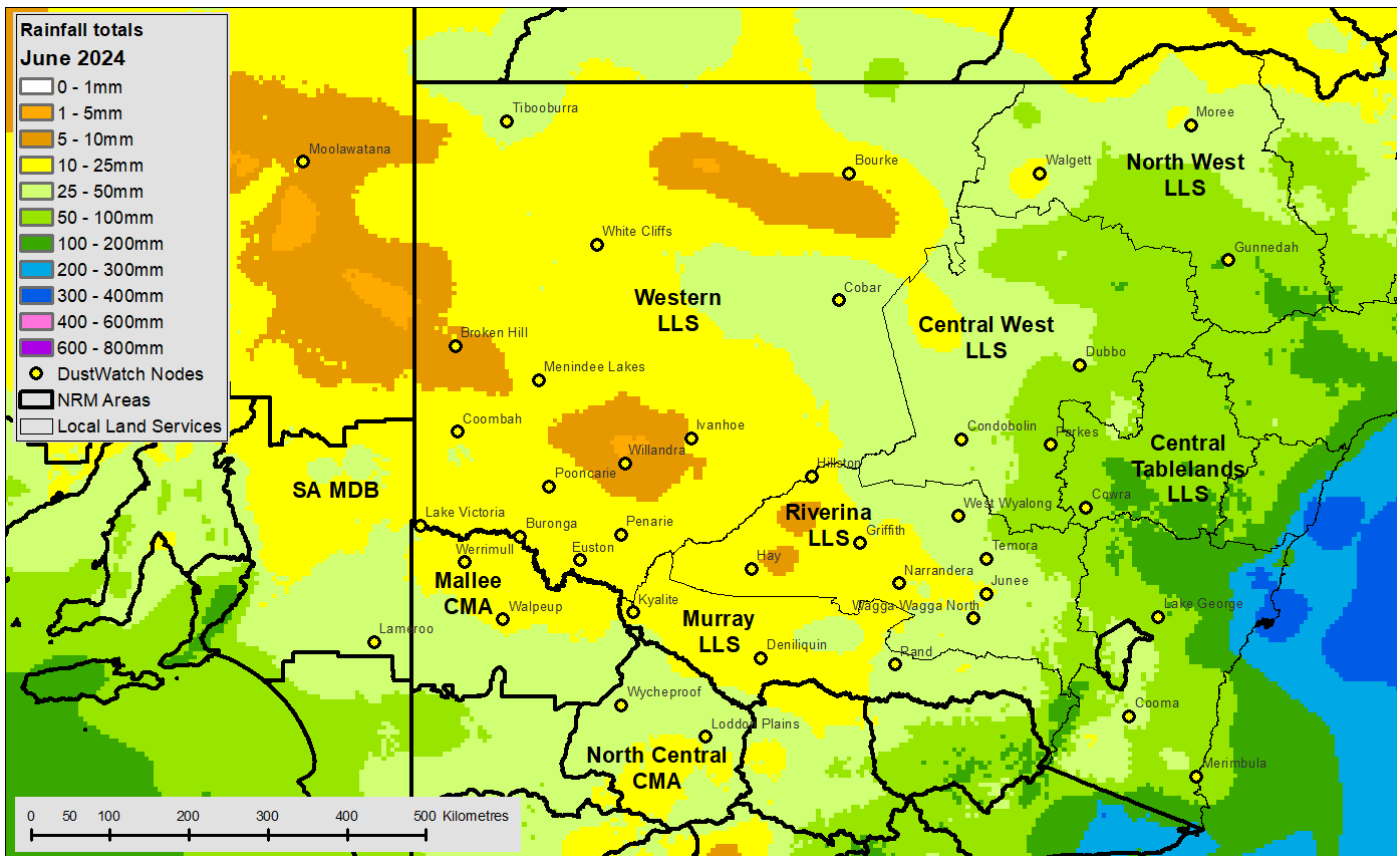 Rainfall totals
June 2024
0 - 1mm
1 - 5mm
5 - 10mm
10 - 25mm
25 - 50mm
50 - 100mm
100 - 200mm
200 - 300mm
300 - 400mm
400 - 600mm
600 - 800mm
DustWatch Nodes
NRM Areas
Local Land Services
Tibooburra
Moree
Moolawatana
Bourke
Walgett
North West
LLS
White Cliffs
Gunnedah
Western
LLS
Cobar
Central West
LLS
Broken Hill
Dubbo
Menindee Lakes
Coombah
Ivanhoe
Condobolin
Parkes
Willandra
Central
Tablelands
LLS
Pooncarie
Hillston
SA MDB
Cowra
West Wyalong
Riverina
LLS
Lake Victoria
Buronga
Penarie
Griffith
Werrimull
Euston
Hay
Temora
Mallee
CMA
Narrandera
Junee
Walpeup
Kyalite
Wagga Wagga North
Lake George
Murray
LLS
Lameroo
Deniliquin
Rand
Wycheproof
Cooma
Loddon Plains
North Central
CMA
Merimbula
0 50 100 200 300 400 500 Kilometres